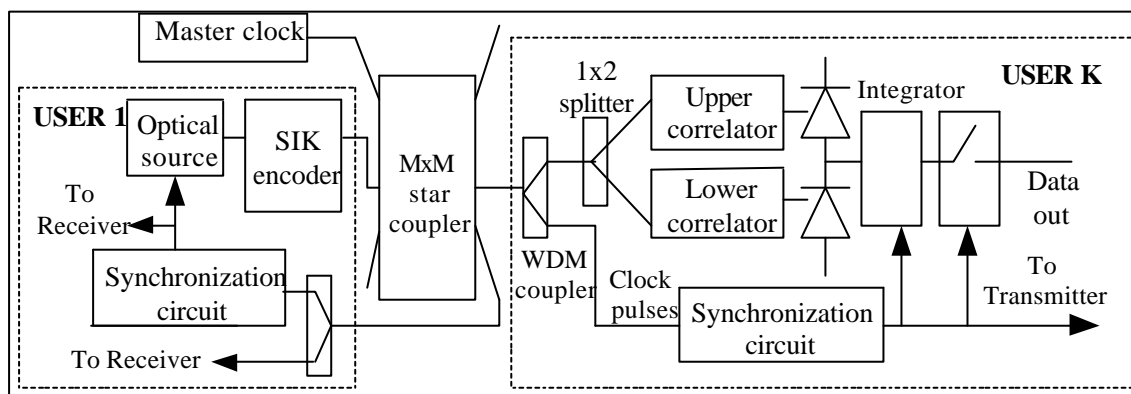 Master clock
USER 1
Optical
source
SIK
encoder
To
Receiver
Synchronization
circuit
To Receiver
MxM
star
coupler
WDM
coupler
1x2
splitter
Upper
correlator
Lower
correlator
Integrator
USER K
Data
out
Clock
pulses
Synchronization
circuit
To
Transmitter